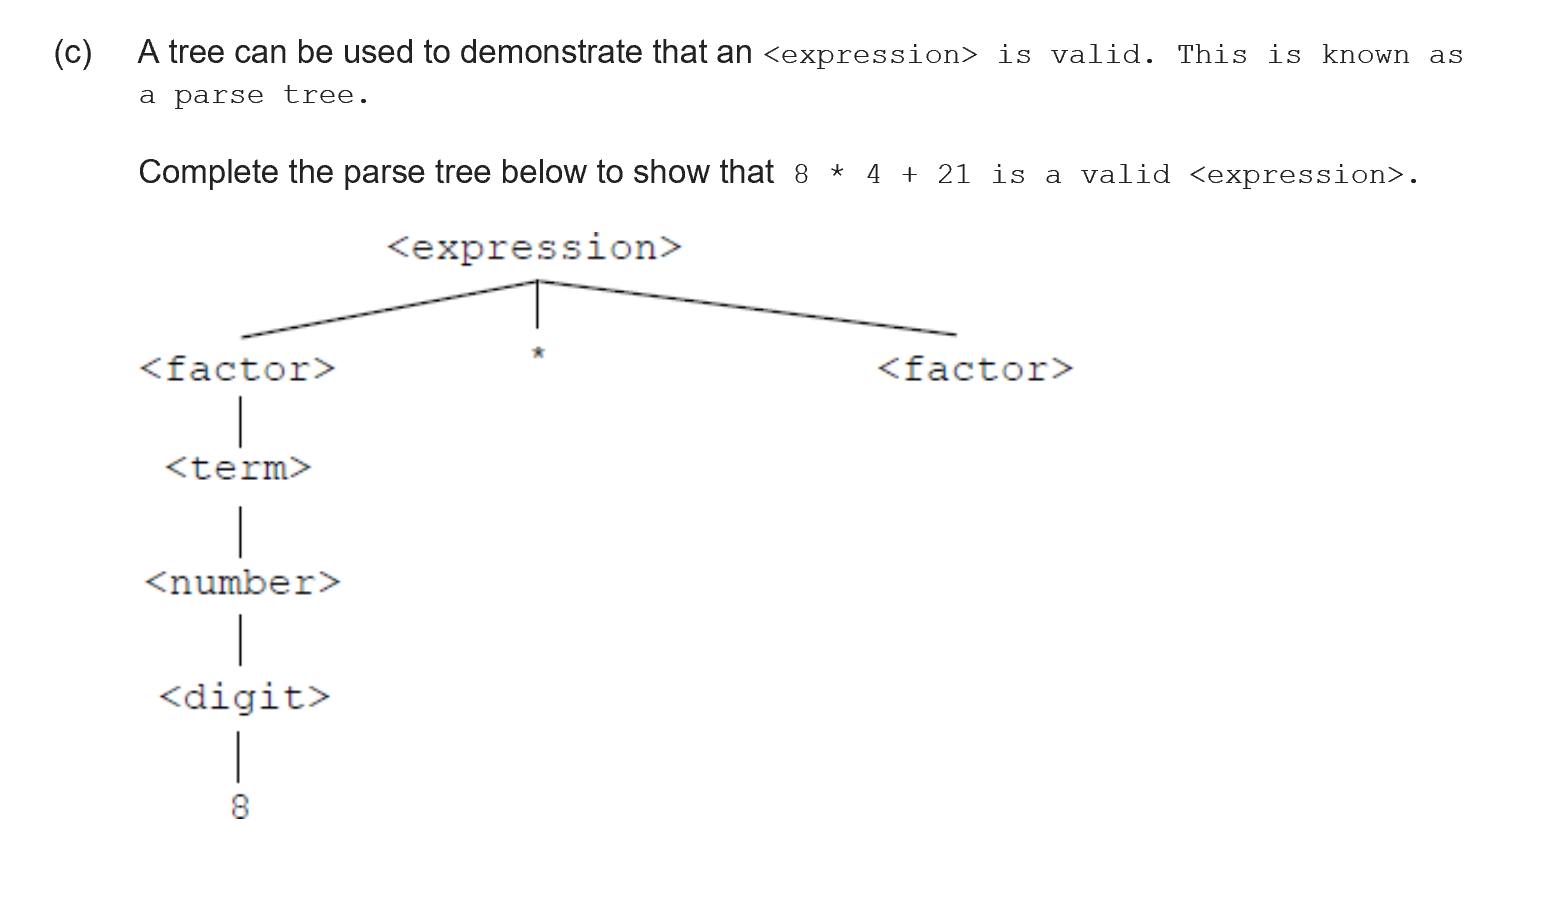 (c) A tree can be used to demonstrate that an <expression> is valid. This is known as
a parse tree.
Complete the parse tree below to show that 8 * 4 + 21 is a valid <expression>.
<expression>
<factor> * <factor>
<term>
<number>
<digit>
8